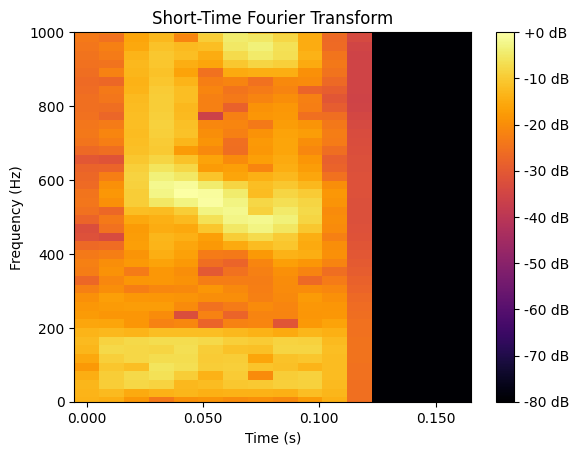 Short-Time Fourier Transform
Frequency (Hz)
1000
800
600
400
200
0
0.000
0.050
0.100
0.150
Time (s)
+0 dB
-10 dB
-20 dB
-30 dB
-40 dB
-50 dB
-60 dB
-70 dB
-80 dB